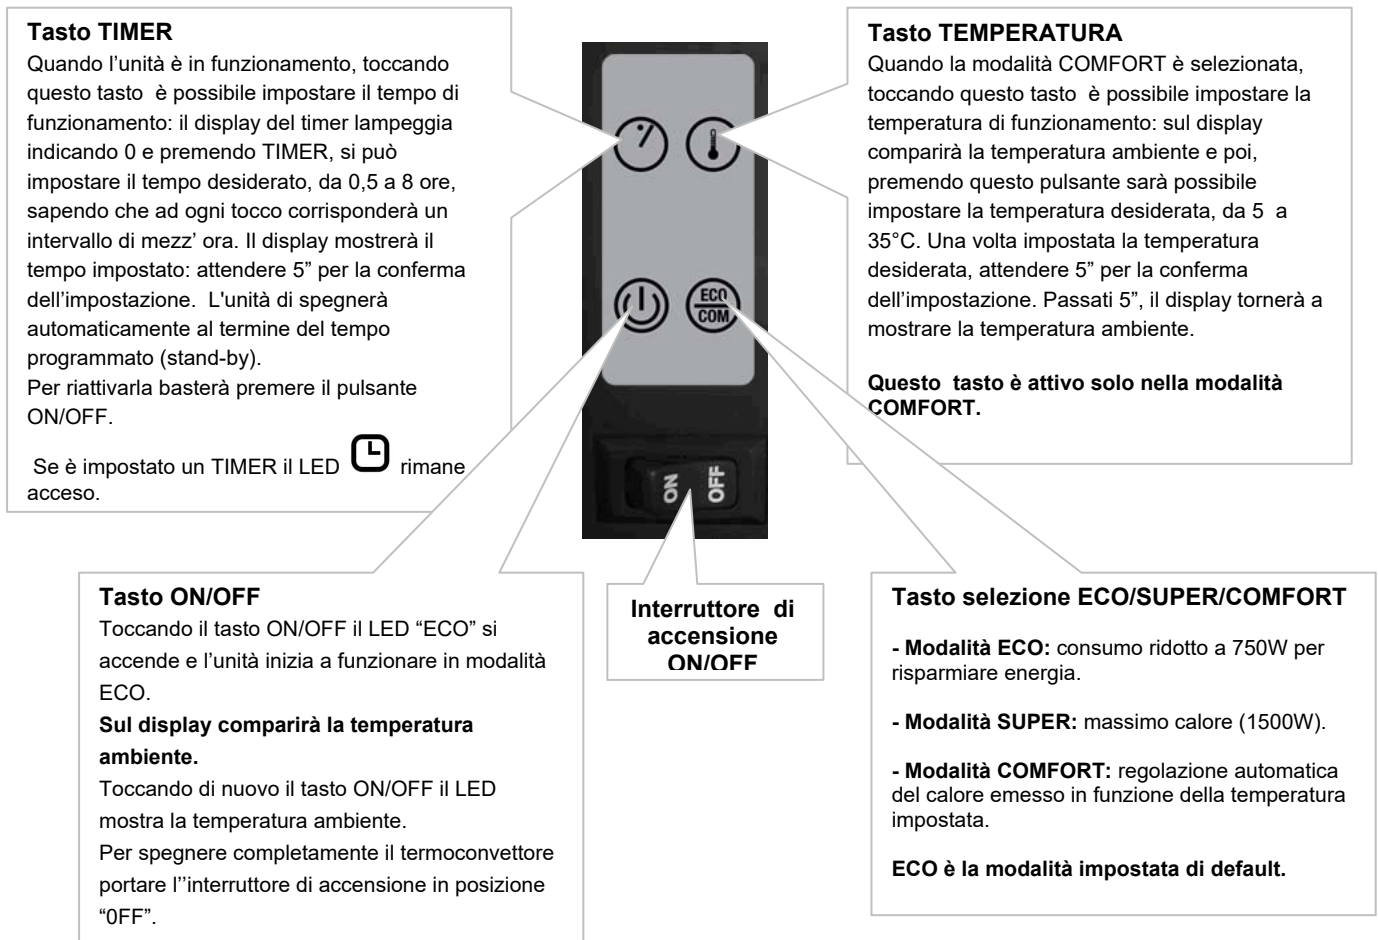 Tasto TIMER
Quando l’unità è in funzionamento, toccando
questo tasto è possibile impostare il tempo di
funzionamento: il display del timer lampeggia
indicando 0 e premendo TIMER, si può
impostare il tempo desiderato, da 0,5 a 8 ore,
sapendo che ad ogni tocco corrisponderà un
intervallo di mezz’ ora. Il display mostrerà il
tempo impostato: attendere 5” per la conferma
dell’impostazione. L'unità di spegnerà
automaticamente al termine del tempo
programmato (stand-by).
Per riattivarla basterà premere il pulsante
ON/OFF.
Se è impostato un TIMER il LED rimane
acceso.
Tasto TEMPERATURA
Quando la modalità COMFORT è selezionata,
toccando questo tasto è possibile impostare la
temperatura di funzionamento: sul display
comparirà la temperatura ambiente e poi,
premendo questo pulsante sarà possibile
impostare la temperatura desiderata, da 5 a
35°C. Una volta impostata la temperatura
desiderata, attendere 5” per la conferma
dell’impostazione. Passati 5”, il display tornerà a
mostrare la temperatura ambiente.
Questo tasto è attivo solo nella modalità
COMFORT.
ECO
COM
ON
OFF
Tasto ON/OFF
Toccando il tasto ON/OFF il LED “ECO” si
accende e l’unità inizia a funzionare in modalità
ECO.
Sul display comparirà la temperatura
ambiente.
Toccando di nuovo il tasto ON/OFF il LED
mostra la temperatura ambiente.
Per spegnere completamente il termoconvettore
portare l’’interruttore di accensione in posizione
“0FF”.
Interruttore di
accensione
ON/OFF
Tasto selezione ECO/SUPER/COMFORT
- Modalità ECO: consumo ridotto a 750W per
risparmiare energia.
- Modalità SUPER: massimo calore (1500W).
- Modalità COMFORT: regolazione automatica
del calore emesso in funzione della temperatura
impostata.
ECO è la modalità impostata di default.